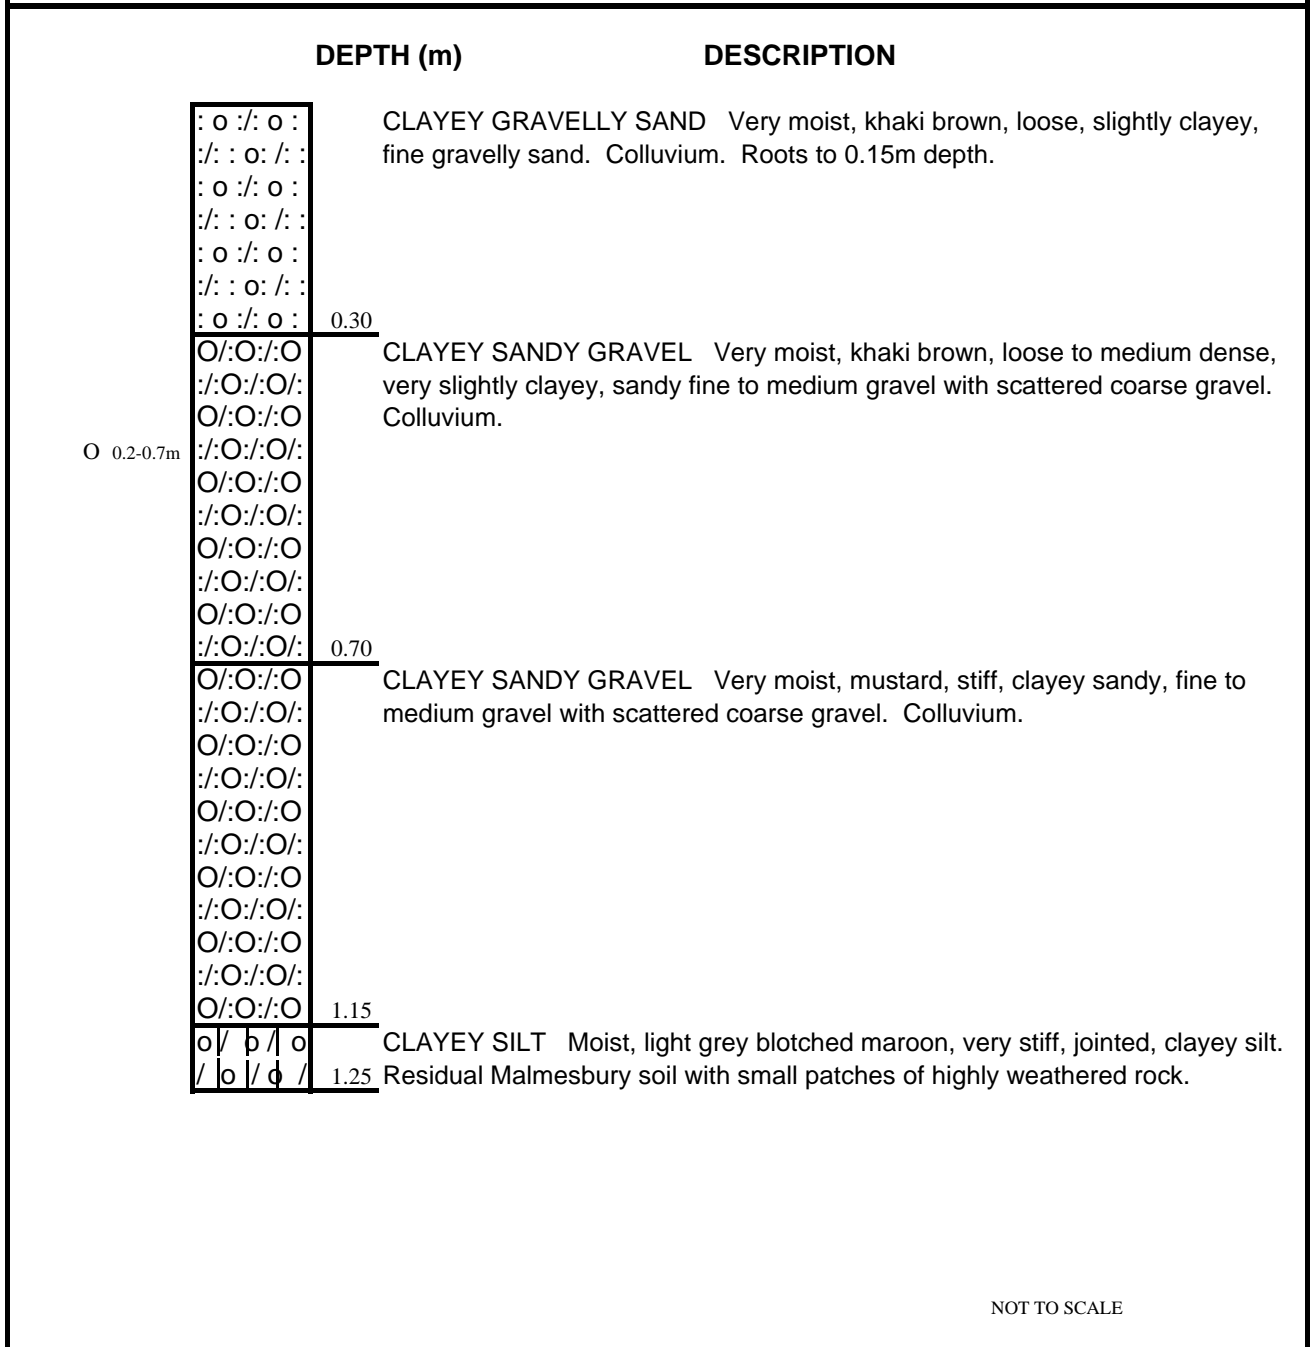 DEPTH (m) DESCRIPTION
: o :/: o : CLAYEY GRAVELLY SAND Very moist, khaki brown, loose, slightly clayey,
:/: : o: /: : fine gravelly sand. Colluvium. Roots to 0.15m depth.
: o :/: o :
:/: : o: /: :
: o :/: o :
:/: : o: /: :
: o :/: o : 0.30
O/:O:/:O CLAYEY SANDY GRAVEL Very moist, khaki brown, loose to medium dense,
:/:O:/:O/: very slightly clayey, sandy fine to medium gravel with scattered coarse gravel.
O/:O:/:O Colluvium.
O 0.2-0.7m :/:O:/:O/:
O/:O:/:O
:/:O:/:O/:
O/:O:/:O
:/:O:/:O/:
O/:O:/:O
:/:O:/:O/: 0.70
O/:O:/:O CLAYEY SANDY GRAVEL Very moist, mustard, stiff, clayey sandy, fine to
:/:O:/:O/: medium gravel with scattered coarse gravel. Colluvium.
O/:O:/:O
:/:O:/:O/:
O/:O:/:O
:/:O:/:O/:
O/:O:/:O
:/:O:/:O/:
O/:O:/:O
:/:O:/:O/:
O/:O:/:O 1.15
o / o / o CLAYEY SILT Moist, light grey blotched maroon, very stiff, jointed, clayey silt.
/ o / o / 1.25 Residual Malmesbury soil with small patches of highly weathered rock.
NOT TO SCALE